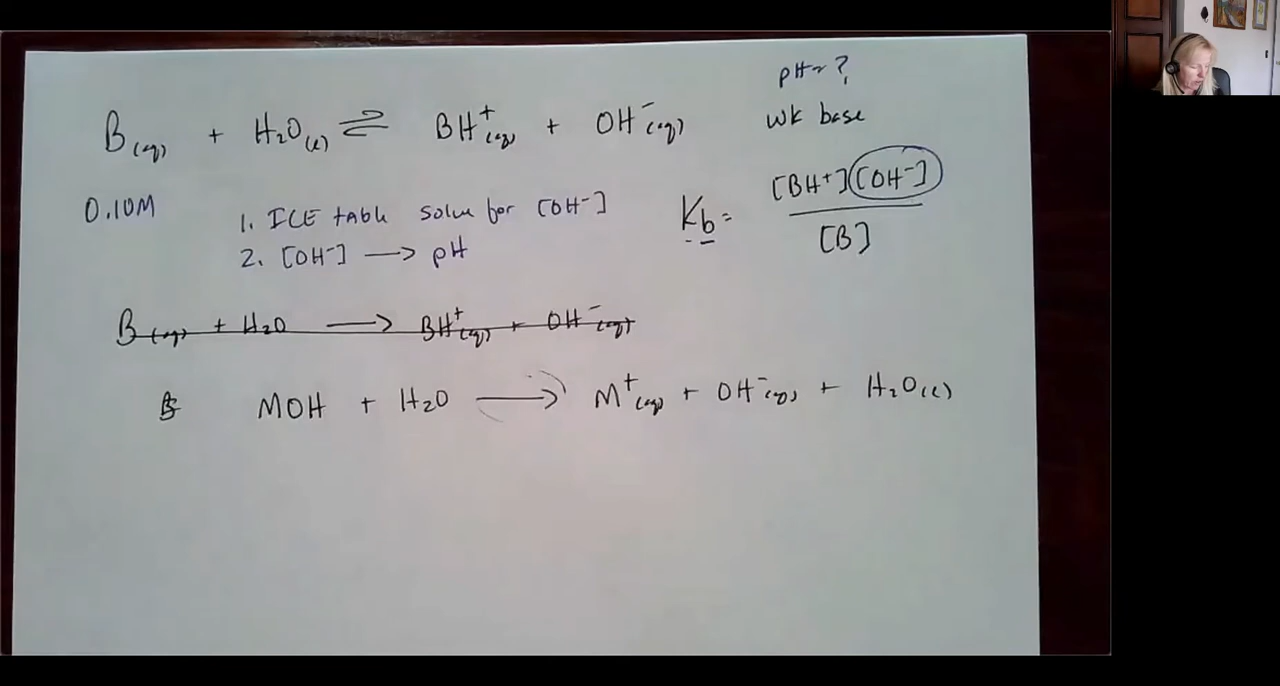 pH ~ ?
B(aq) + H₂O(l) ⇌ BH⁺(aq) + OH⁻(aq)
wk base
0.10M
1. ICE table solve for [OH⁻]
2. [OH⁻] → pH
Kb = [BH⁺][OH⁻] / [B]
B(aq) + H₂O → BH⁺(aq) + OH⁻(aq)
MOH + H₂O → M⁺(aq) + OH⁻(aq) + H₂O(l)